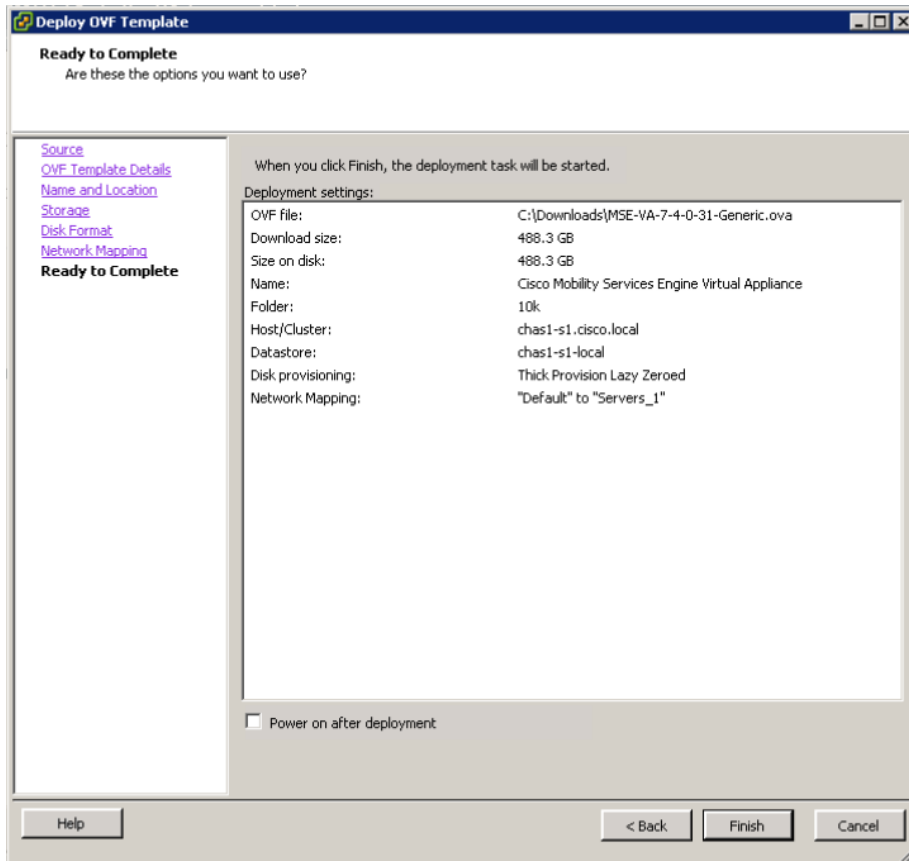 Deploy OVF Template
Ready to Complete
Are these the options you want to use?
Source
OVF Template Details
Name and Location
Storage
Disk Format
Network Mapping
Ready to Complete
When you click Finish, the deployment task will be started.
Deployment settings:
OVF file: C:\Downloads\MSE-VA-7-4-0-31-Generic.ova
Download size: 488.3 GB
Size on disk: 488.3 GB
Name: Cisco Mobility Services Engine Virtual Appliance
Folder: 10k
Host/Cluster: chas1-s1.cisco.local
Datastore: chas1-s1-local
Disk provisioning: Thick Provision Lazy Zeroed
Network Mapping: "Default" to "Servers_1"
Power on after deployment
Help < Back Finish Cancel